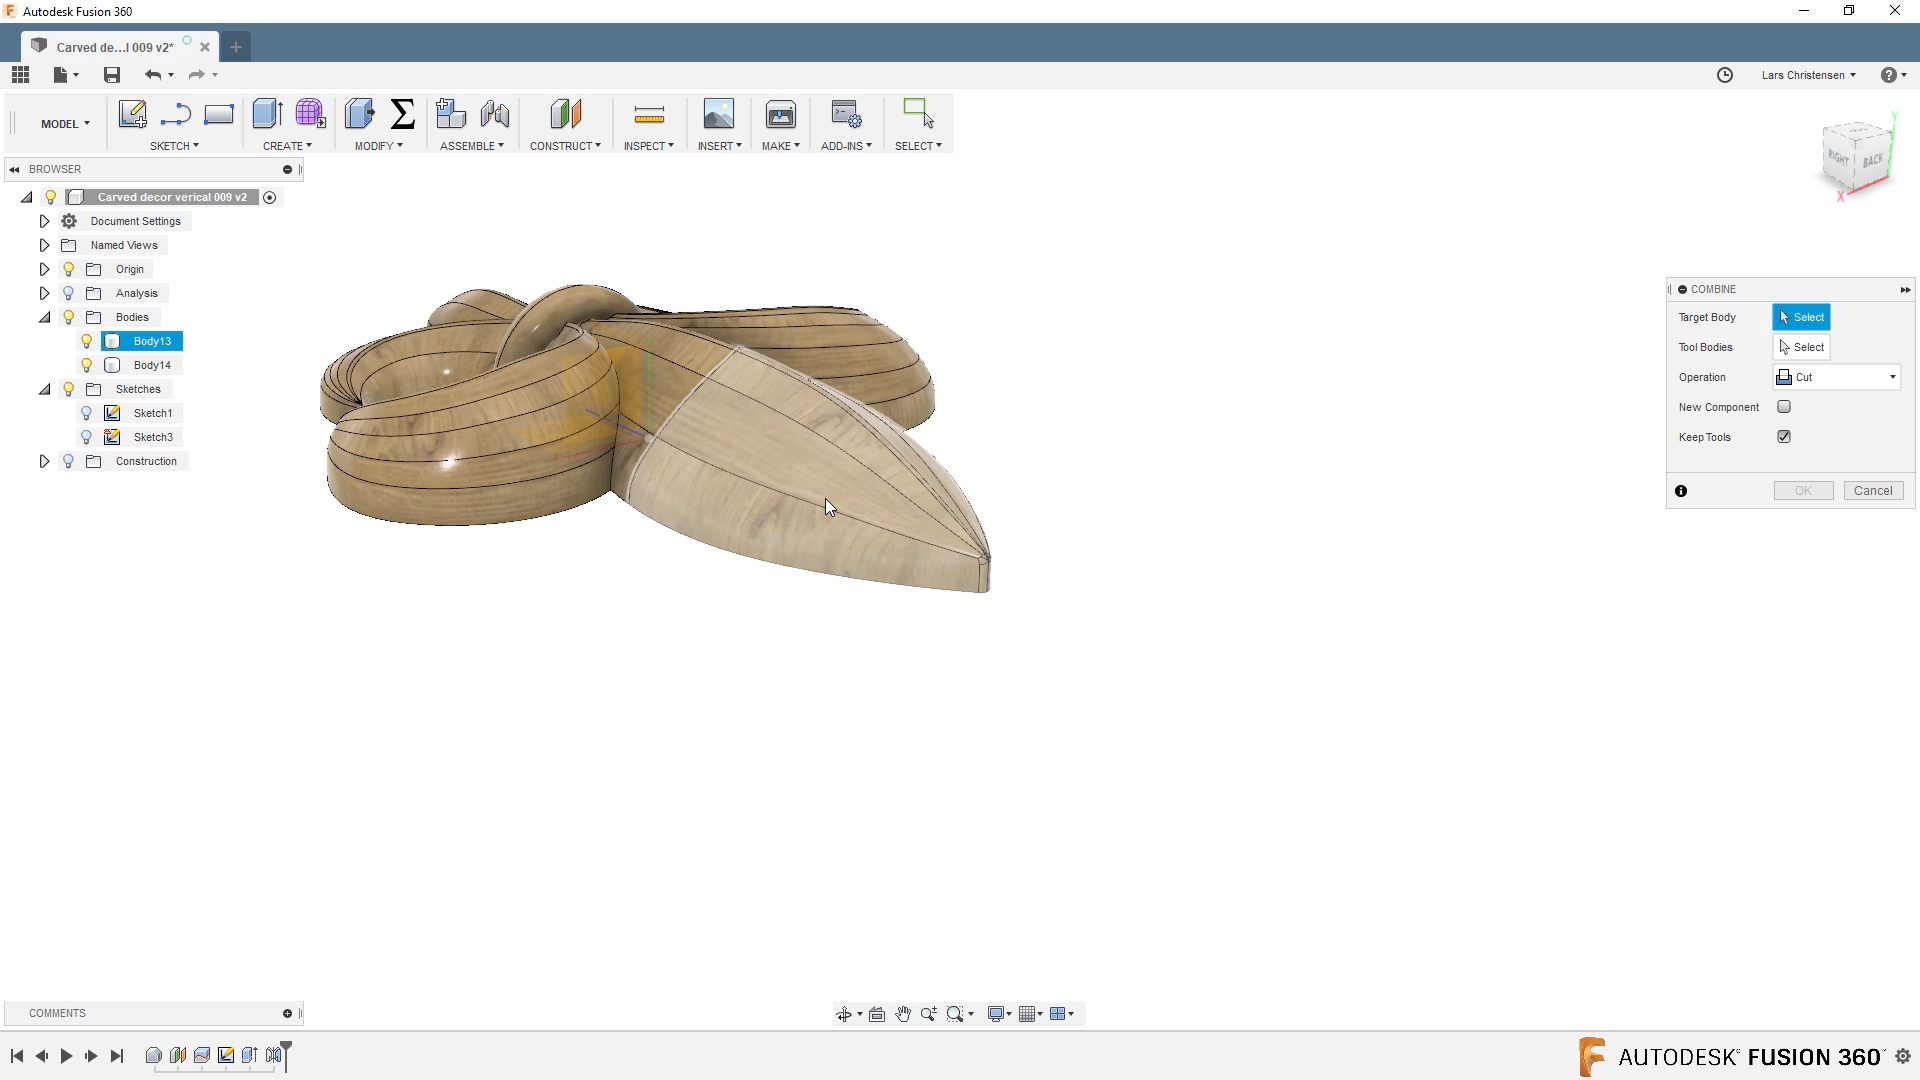 Autodesk Fusion 360
Carved de...l 009 v2*
Lars Christensen
MODEL
SKETCH
CREATE
MODIFY
ASSEMBLE
CONSTRUCT
INSPECT
INSERT
MAKE
ADD-INS
SELECT
RIGHT
BACK
Y
X
BROWSER
Carved decor verical 009 v2
Document Settings
Named Views
Origin
Analysis
Bodies
Body13
Body14
Sketches
Sketch1
Sketch3
Construction
COMBINE
Target Body Select
Tool Bodies Select
Operation Cut
New Component
Keep Tools
OK Cancel
COMMENTS
AUTODESK® FUSION 360™